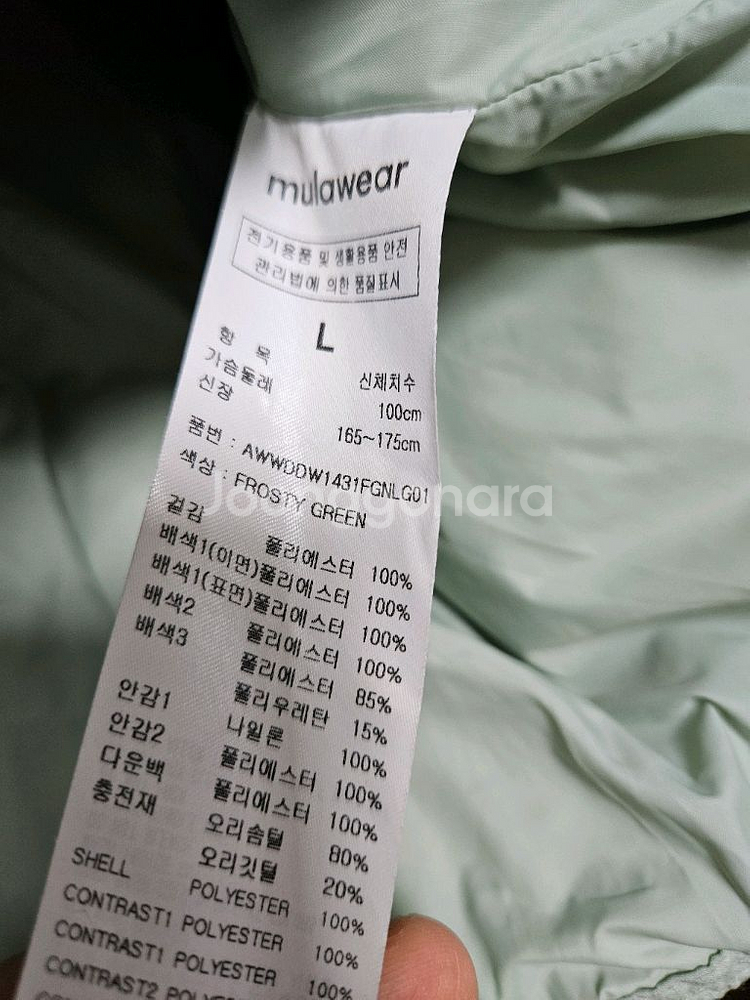 mulawear
전기용품 및 생활용품 안전
관리법에 의한 품질표시
L
항 목 신체치수
가슴둘레 100cm
신장 165~175cm
품번 : AWWDDW1431FGNLG01
색상 : FROSTY GREEN
겉감 폴리에스터 100%
배색1(이면)폴리에스터 100%
배색1(표면)폴리에스터 100%
배색2 폴리에스터 100%
배색3 폴리에스터 85%
폴리우레탄 15%
안감1 나일론 100%
안감2 폴리에스터 100%
다운백 폴리에스터 100%
충전재 오리솜털 80%
오리깃털 20%
SHELL POLYESTER 100%
CONTRAST1 POLYESTER 100%
CONTRAST1 POLYESTER 100%
CONTRAST2 POLYESTER
Joonggonara